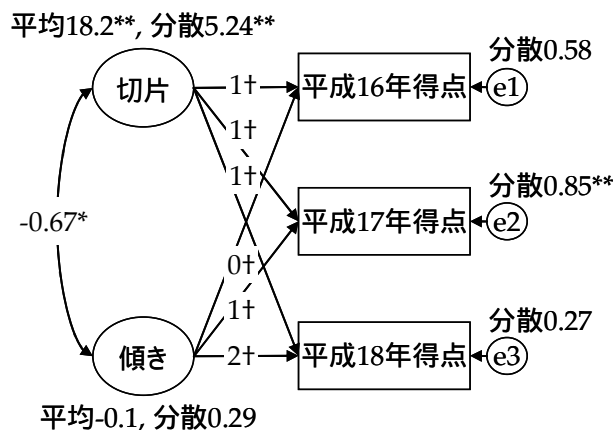 平均18.2**, 分散5.24**
分散0.58
切片
1†
平成16年得点
e1
1†
1†
分散0.85**
-0.67*
平成17年得点
e2
0†
1†
分散0.27
傾き
2†
平成18年得点
e3
平均-0.1, 分散0.29